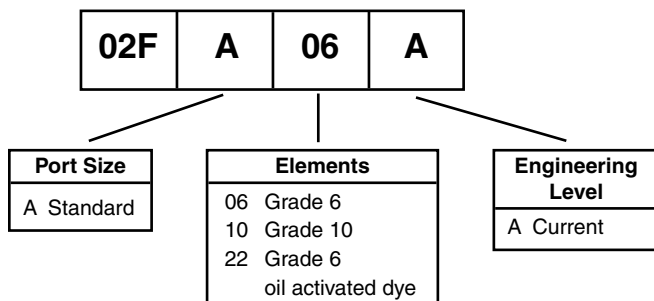 02F A 06 A
Port Size
A Standard
Elements
06 Grade 6
10 Grade 10
22 Grade 6
oil activated dye
Engineering
Level
A Current